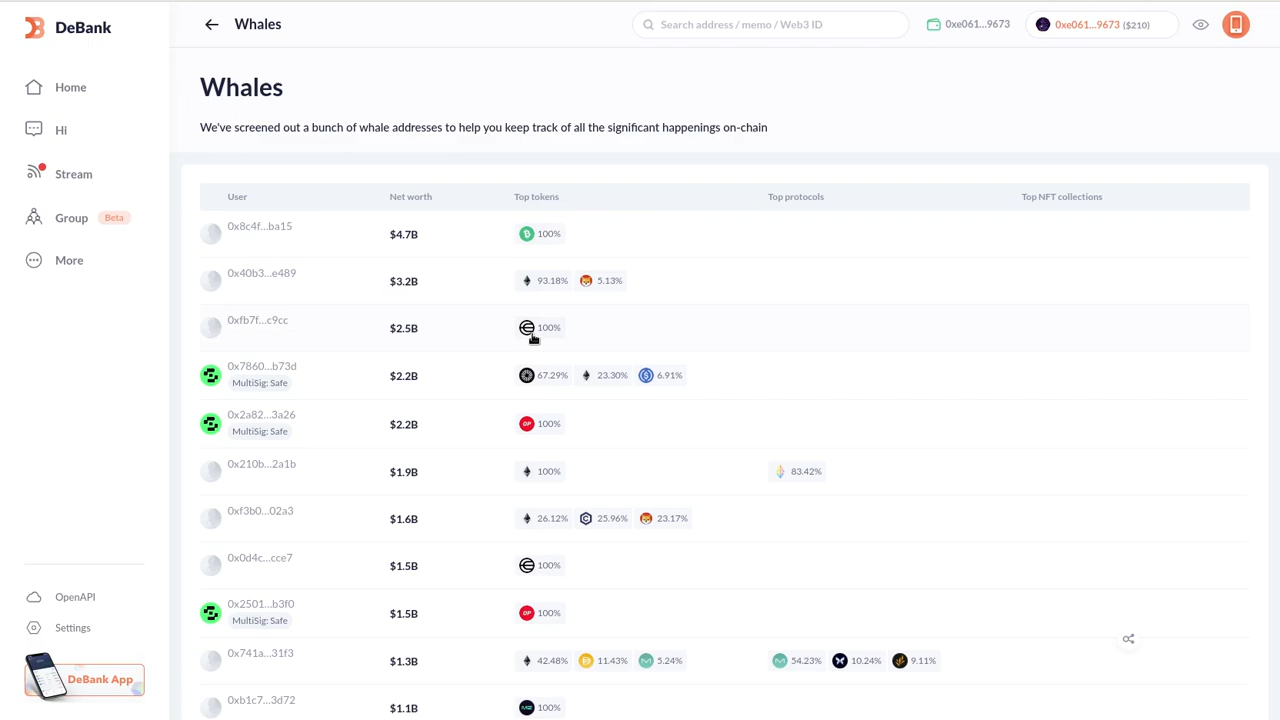 DeBank
Whales
Search address / memo / Web3 ID
0xe061...9673
0xe061...9673 ($210)
Home
Hi
Stream
Group Beta
More
OpenAPI
Settings
DeBank App
Whales
We've screened out a bunch of whale addresses to help you keep track of all the significant happenings on-chain
User Net worth Top tokens Top protocols Top NFT collections
0x8c4f...ba15 $4.7B 100%
0x40b3...e489 $3.2B 93.18% 5.13%
0xfb7f...c9cc $2.5B 100%
0x7860...b73d $2.2B 67.29% 23.30% 6.91%
MultiSig: Safe
0x2a82...3a26 $2.2B OP 100%
MultiSig: Safe
0x210b...2a1b $1.9B 100% 83.42%
0xf3b0...02a3 $1.6B 26.12% 25.96% 23.17%
0x0d4c...cce7 $1.5B 100%
0x2501...b3f0 $1.5B OP 100%
MultiSig: Safe
0x741a...31f3 $1.3B 42.48% 11.43% 5.24% 54.23% 10.24% 9.11%
0xb1c7...3d72 $1.1B 100%